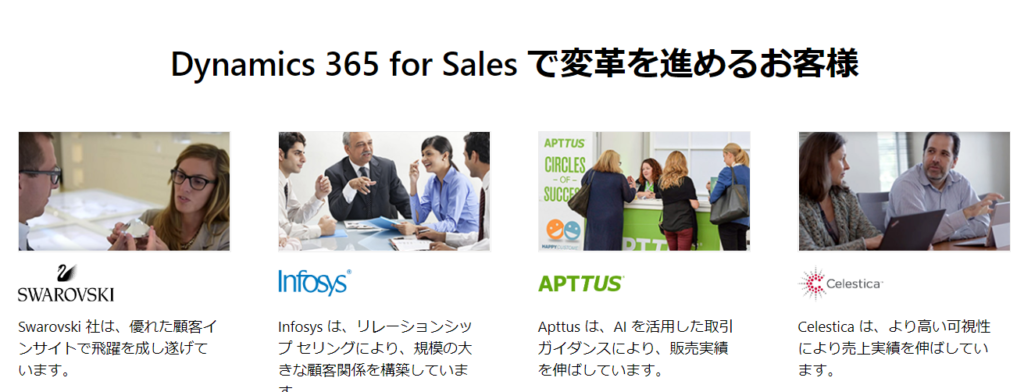 Dynamics 365 for Sales で変革を進めるお客様
APTTUS
CIRCLES
OF
SUCCESS
APTTUS
SWAROVSKI
Infosys®
APTTUS
Celestica
Swarovski 社は、優れた顧客イ
ンサイトで飛躍を成し遂げて
います。
Infosys は、リレーションシッ
プ セリングにより、規模の大
きな顧客関係を構築していま
す。
Apttus は、AI を活用した取引
ガイダンスにより、販売実績
を伸ばしています。
Celestica は、より高い可視性
により売上実績を伸ばしてい
ます。